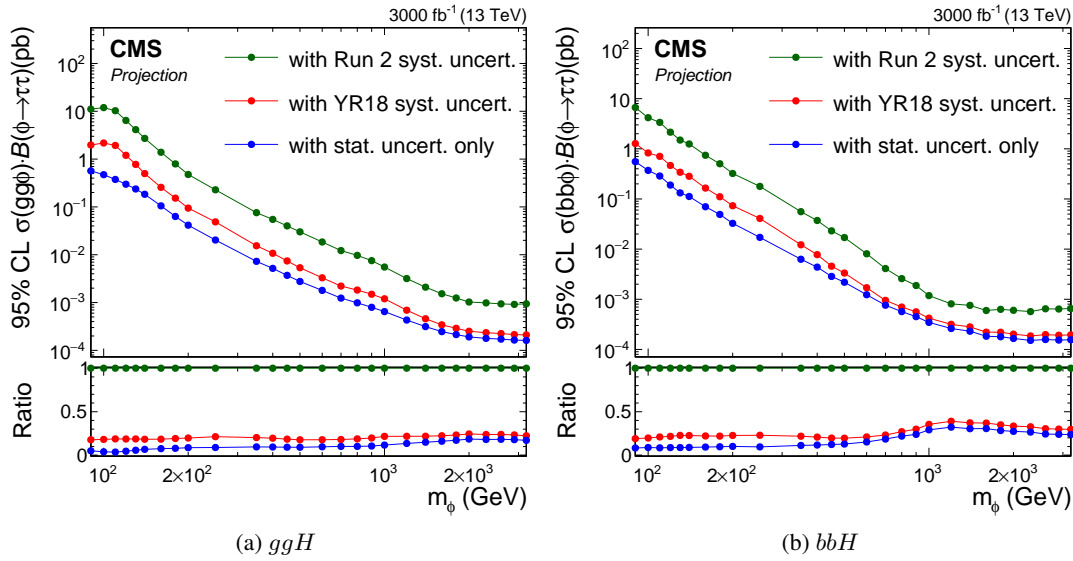 3000 fb⁻¹ (13 TeV)
CMS
Projection
with Run 2 syst. uncert.
with YR18 syst. uncert.
with stat. uncert. only
95% CL σ(ggϕ)·B(ϕ→ττ)(pb)
10²
10
1
10⁻¹
10⁻²
10⁻³
10⁻⁴
Ratio
1
0.5
0
10²
2×10²
10³
2×10³
m_ϕ (GeV)
(a) ggH
3000 fb⁻¹ (13 TeV)
CMS
Projection
with Run 2 syst. uncert.
with YR18 syst. uncert.
with stat. uncert. only
95% CL σ(bbϕ)·B(ϕ→ττ)(pb)
10²
10
1
10⁻¹
10⁻²
10⁻³
10⁻⁴
Ratio
1
0.5
0
10²
2×10²
10³
2×10³
m_ϕ (GeV)
(b) bbH